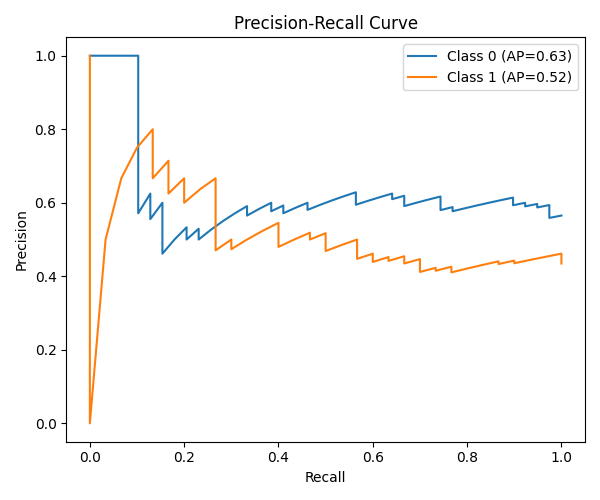 Precision-Recall Curve
Class 0 (AP=0.63)
Class 1 (AP=0.52)
1.0
0.8
0.6
0.4
0.2
0.0
Precision
0.0 0.2 0.4 0.6 0.8 1.0
Recall